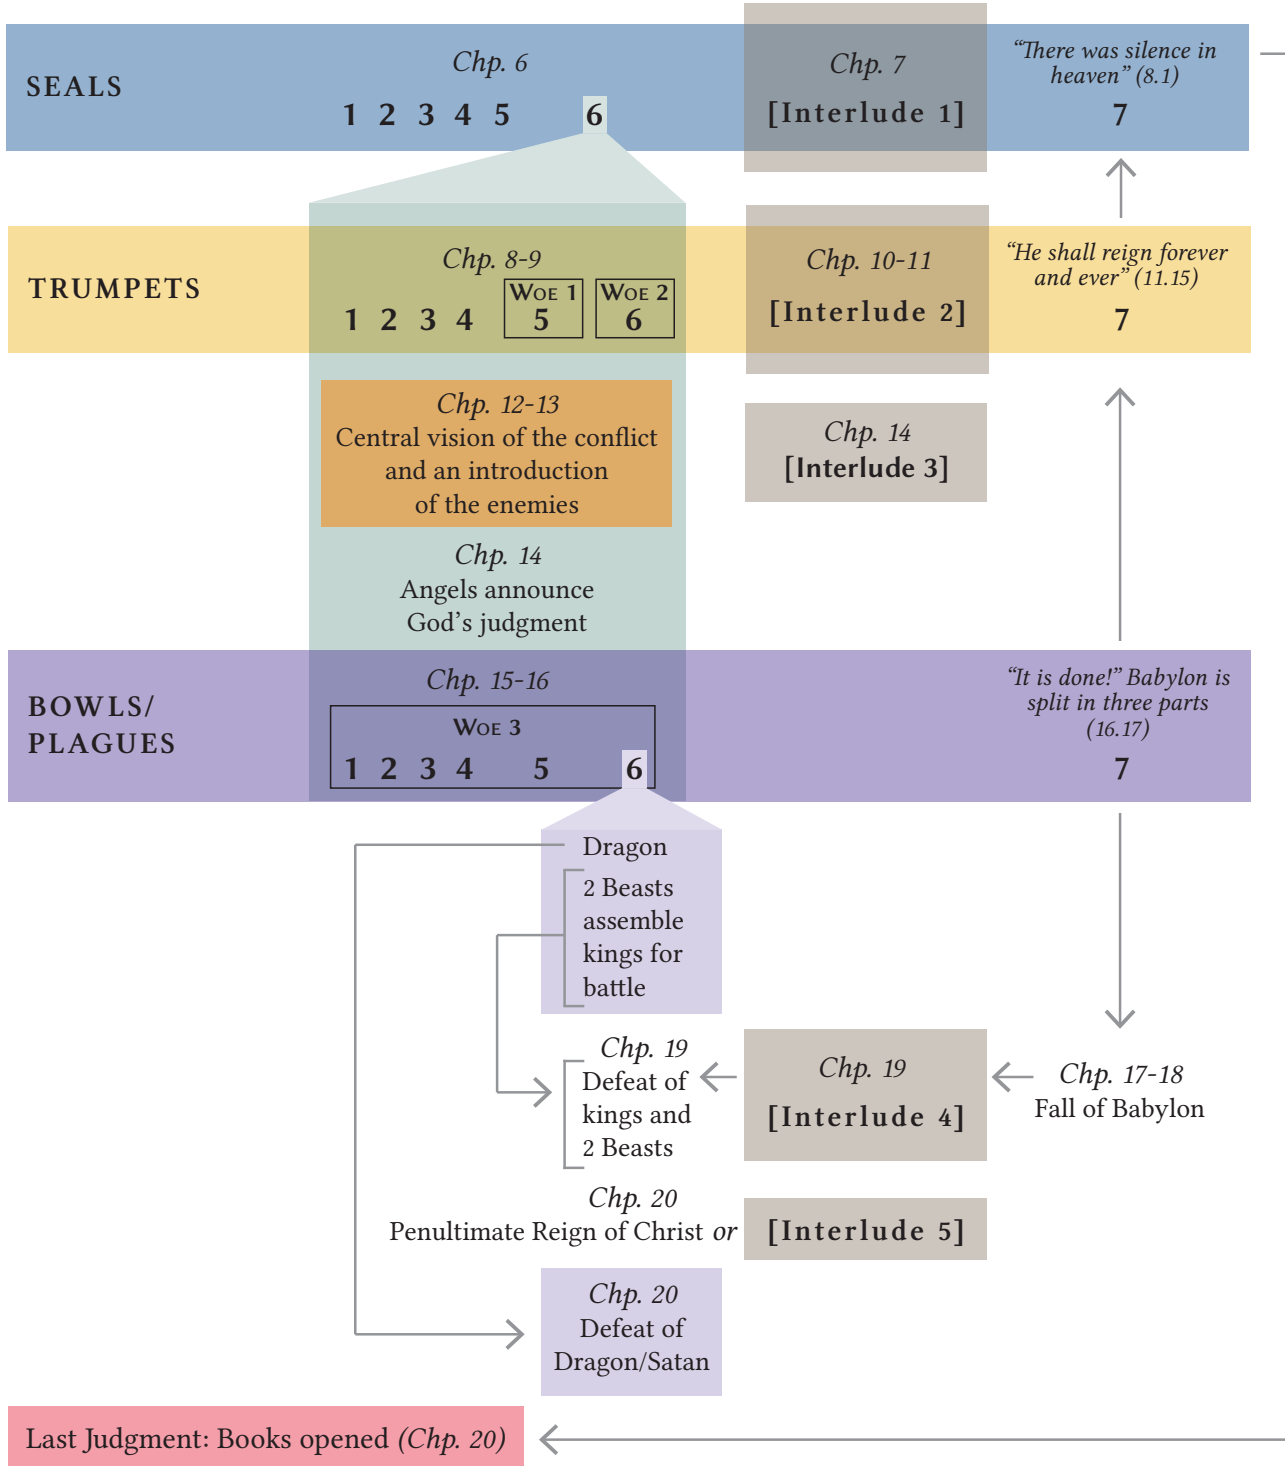 SEALS
Chp. 6
1 2 3 4 5 6
Chp. 7
[Interlude 1]
“There was silence in
heaven” (8.1)
7
TRUMPETS
Chp. 8-9
WOE 1
WOE 2
1 2 3 4 5 6
Chp. 10-11
[Interlude 2]
“He shall reign forever
and ever” (11.15)
7
Chp. 12-13
Central vision of the conflict
and an introduction
of the enemies
Chp. 14
[Interlude 3]
Chp. 14
Angels announce
God’s judgment
BOWLS/
PLAGUES
Chp. 15-16
WOE 3
1 2 3 4 5 6
“It is done!” Babylon is
split in three parts
(16.17)
7
Dragon
2 Beasts
assemble
kings for
battle
Chp. 19
Defeat of
kings and
2 Beasts
Chp. 19
[Interlude 4]
Chp. 17-18
Fall of Babylon
Chp. 20
Penultimate Reign of Christ or
[Interlude 5]
Chp. 20
Defeat of
Dragon/Satan
Last Judgment: Books opened (Chp. 20)